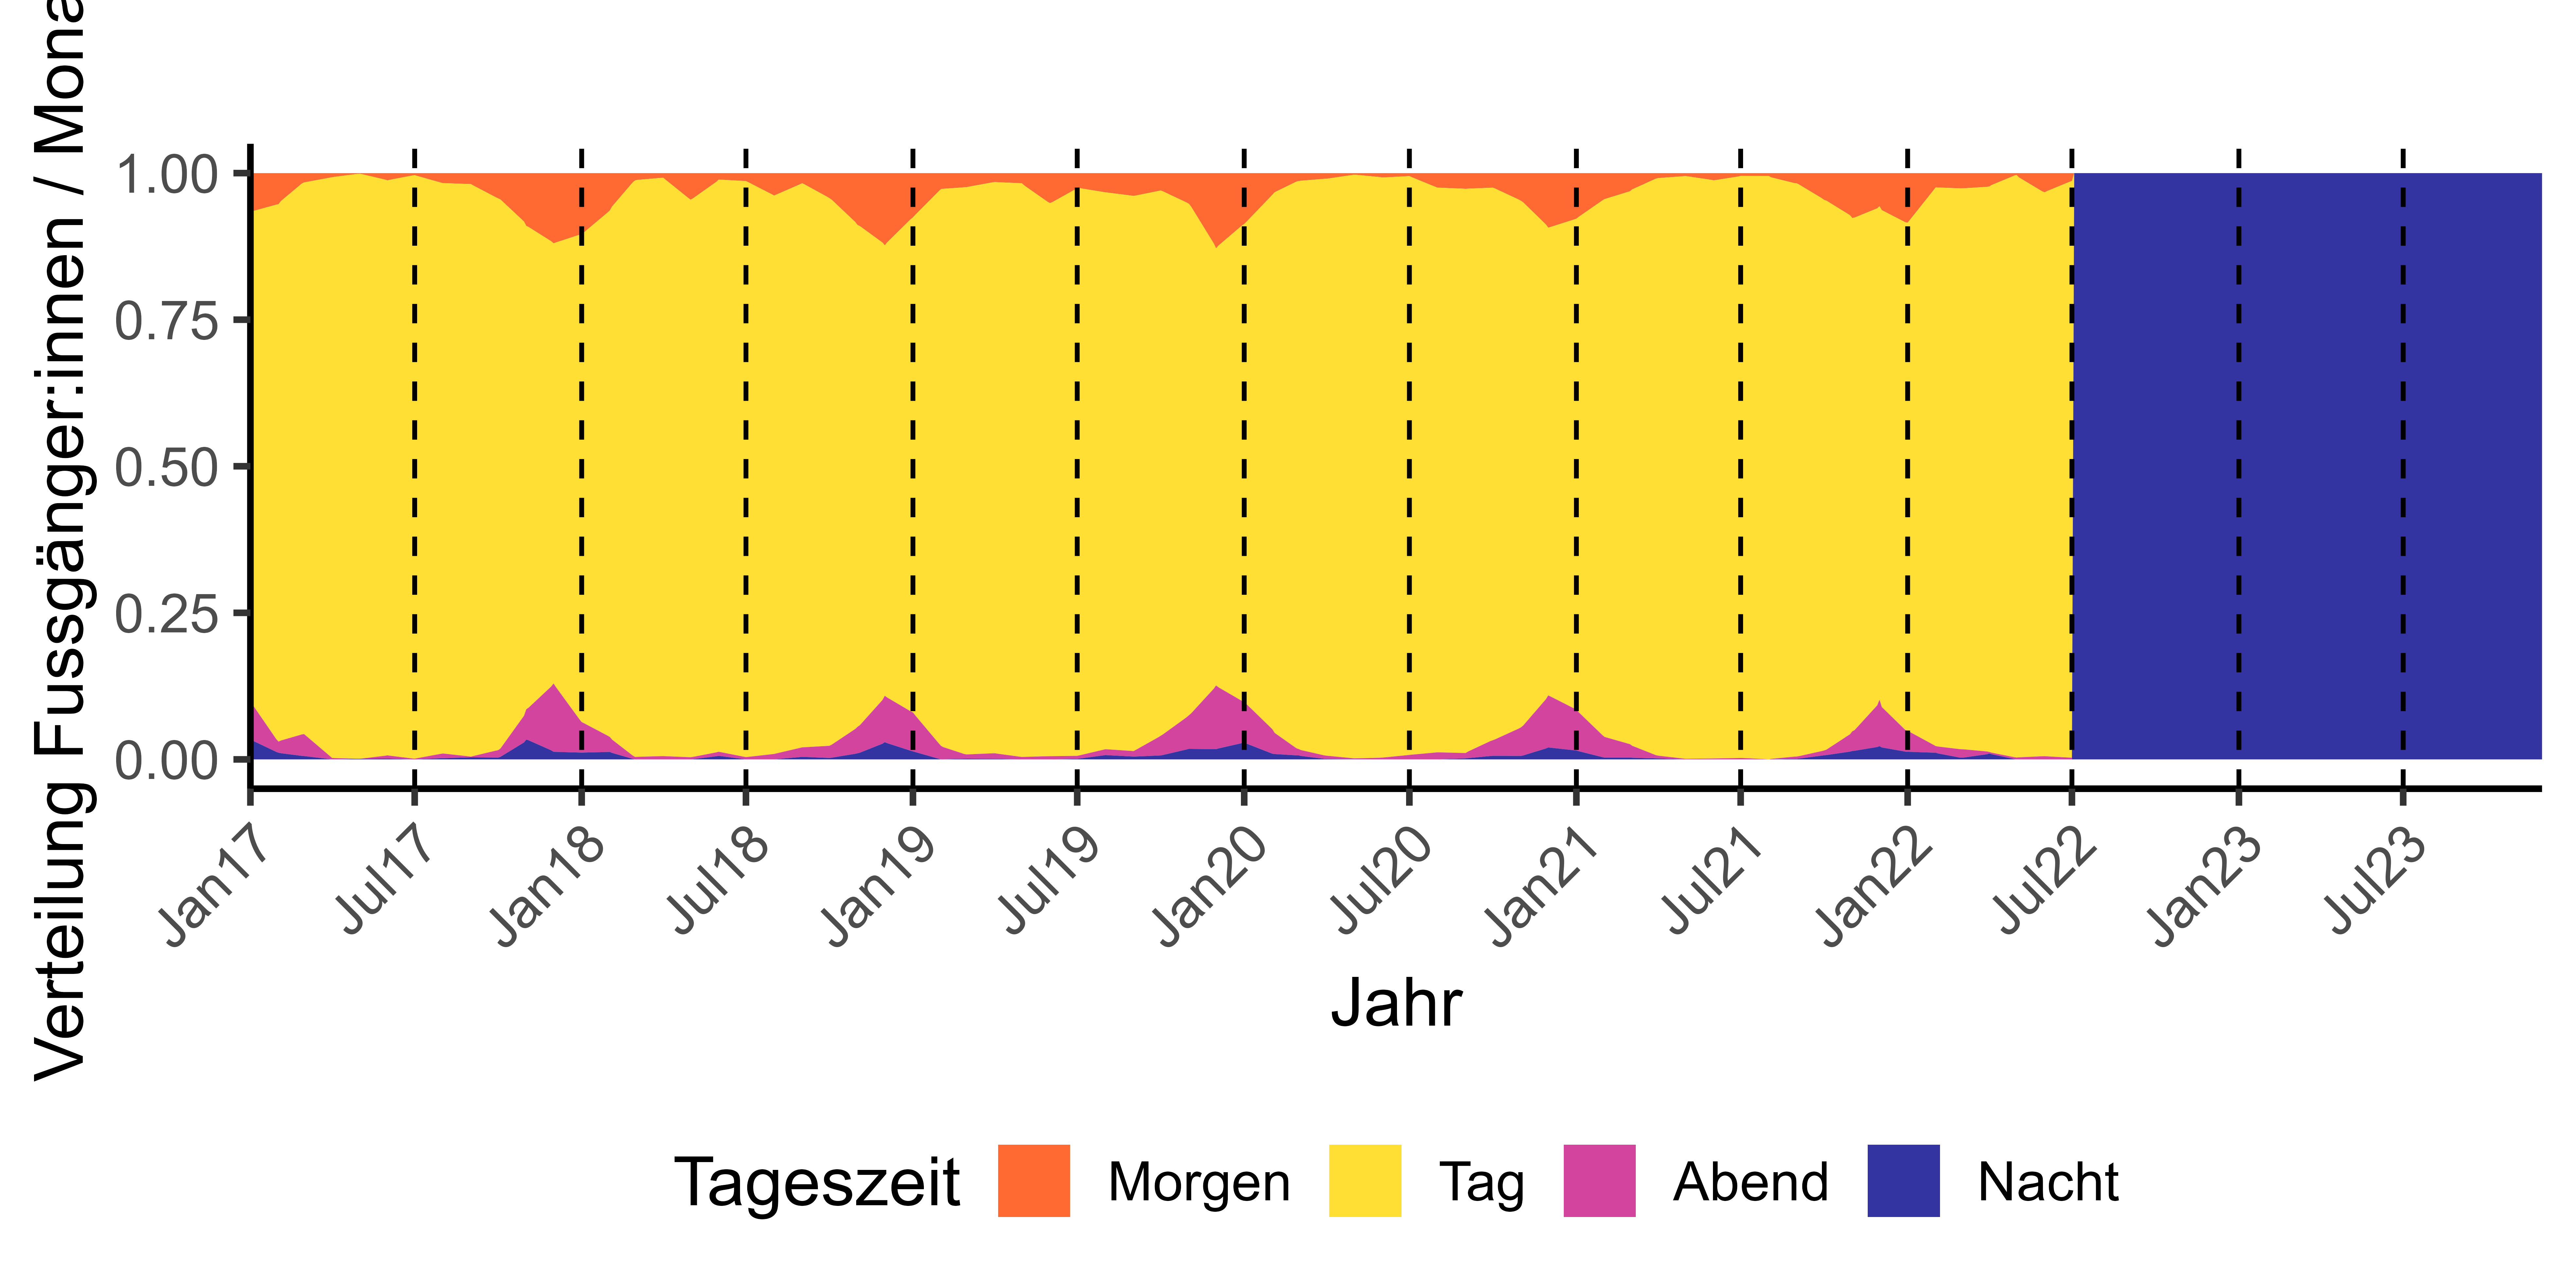 Verteilung Fussgänger:innen / Mona
1.00
0.75
0.50
0.25
0.00
Jan17 Jul17 Jan18 Jul18 Jan19 Jul19 Jan20 Jul20 Jan21 Jul21 Jan22 Jul22 Jan23 Jul23
Jahr
Tageszeit Morgen Tag Abend Nacht